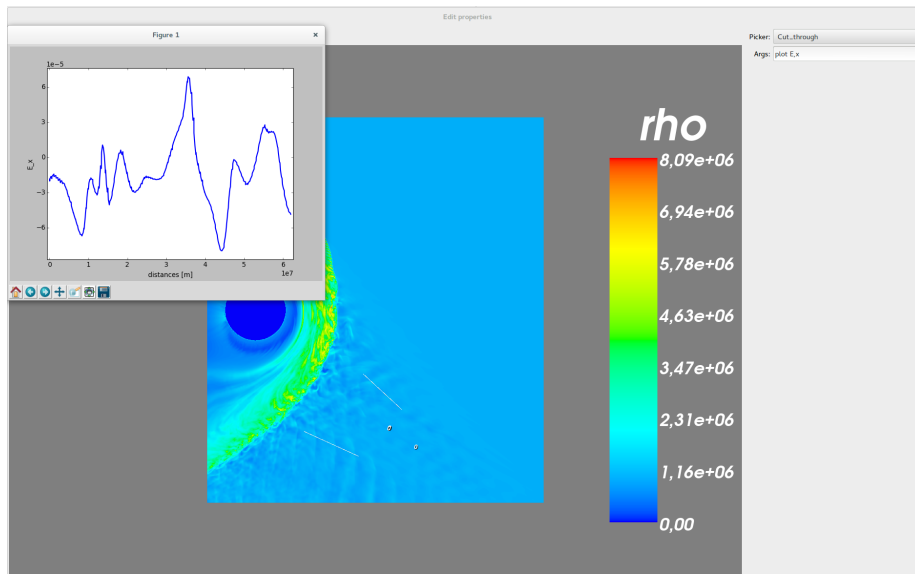 Edit properties
Figure 1
×
Picker: Cut_through
Args: plot E,x
1e−5
6
3
0
−3
−6
E_x
0 1 2 3 4 5 6
1e7
distances [m]
rho
8,09e+06
6,94e+06
5,78e+06
4,63e+06
3,47e+06
2,31e+06
1,16e+06
0,00